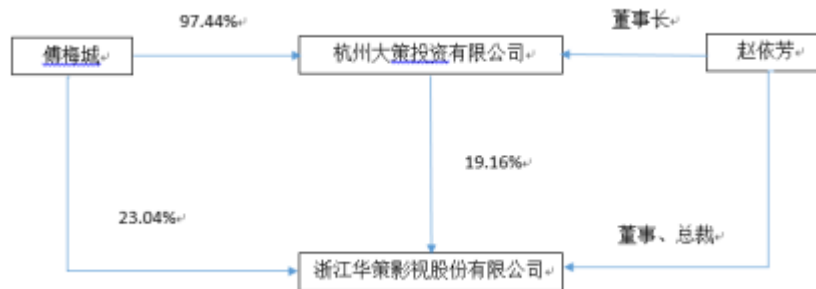 97.44%
董事长
傅梅城
杭州大策投资有限公司
赵依芳
19.16%
23.04%
董事、总裁
浙江华策影视股份有限公司